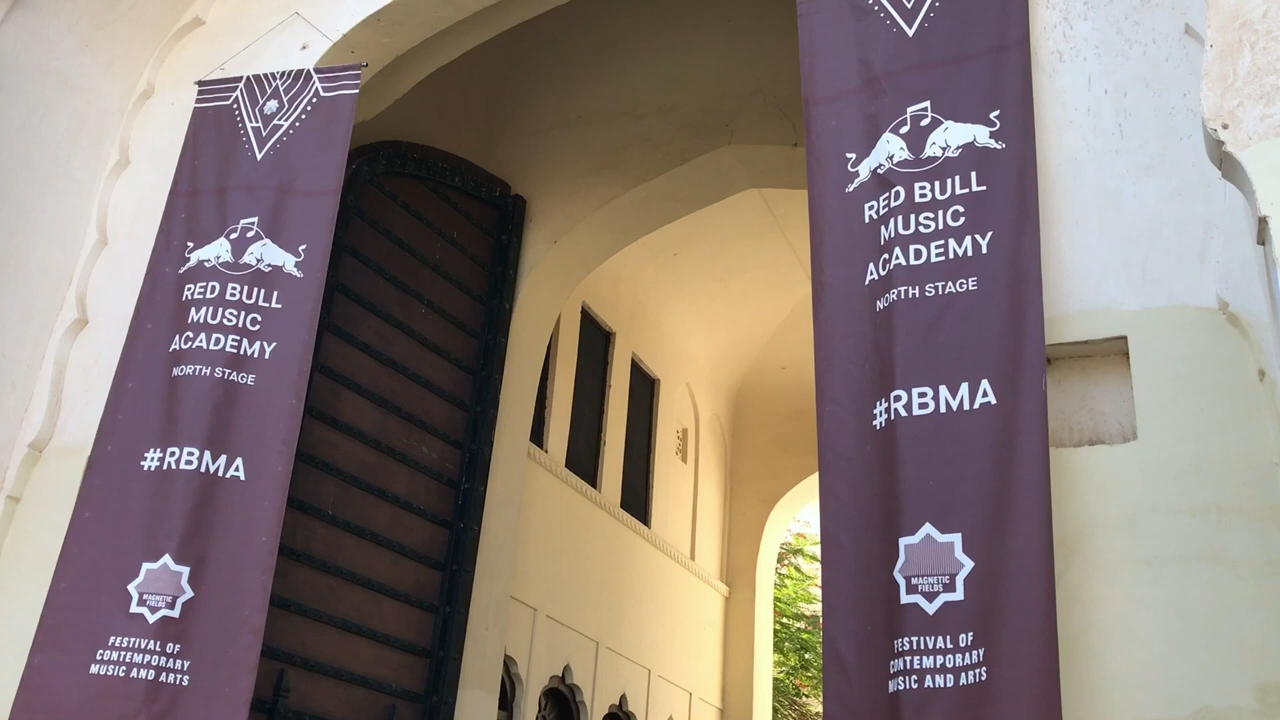 RED BULL
MUSIC
ACADEMY
NORTH STAGE
#RBMA
MAGNETIC
FIELDS
FESTIVAL OF
CONTEMPORARY
MUSIC AND ARTS
RED BULL
MUSIC
ACADEMY
NORTH STAGE
#RBMA
MAGNETIC
FIELDS
FESTIVAL OF
CONTEMPORARY
MUSIC AND ARTS